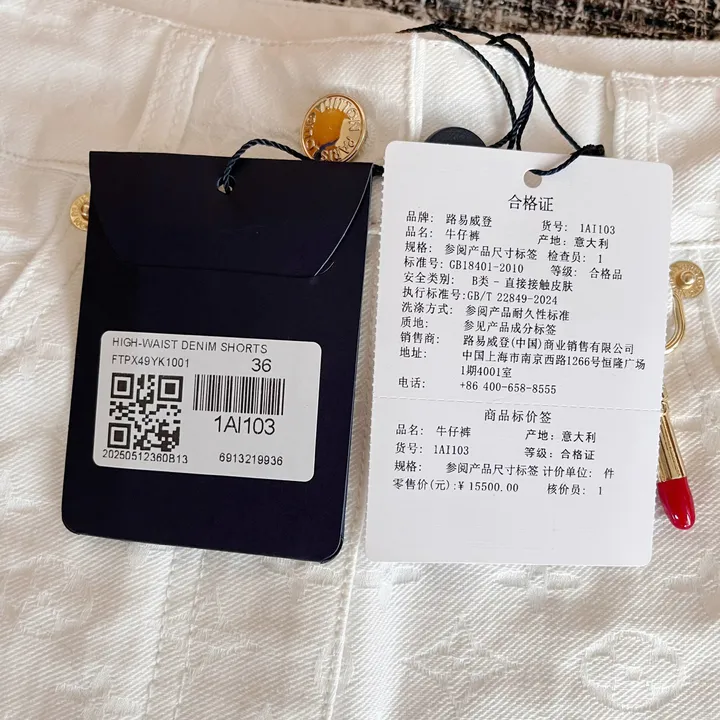 HIGH-WAIST DENIM SHORTS
FTPX49YK1001
36
1AI103
20250512360B13
6913219936
合格证
品牌: 路易威登 货号: 1AI103
品名: 牛仔裤 产地: 意大利
规格: 参阅产品尺寸标签 检查员: 1
标准号: GB18401-2010 等级: 合格品
安全类别: B类 - 直接接触皮肤
执行标准号:GB/T 22849-2024
洗涤方式: 参阅产品耐久性标准
质地: 参见产品成分标签
销售商: 路易威登(中国)商业销售有限公司
地址: 中国上海市南京西路1266号恒隆广场
1期4001室
电话: +86 400-658-8555
商品标价签
品名: 牛仔裤 产地: 意大利
货号: 1AI103 等级: 合格证
规格: 参阅产品尺寸标签 计价单位: 件
零售价(元):¥ 15500.00 核价员: 1